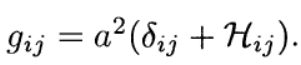 g_{ij} = a^2(\delta_{ij} + \mathcal{H}_{ij}).